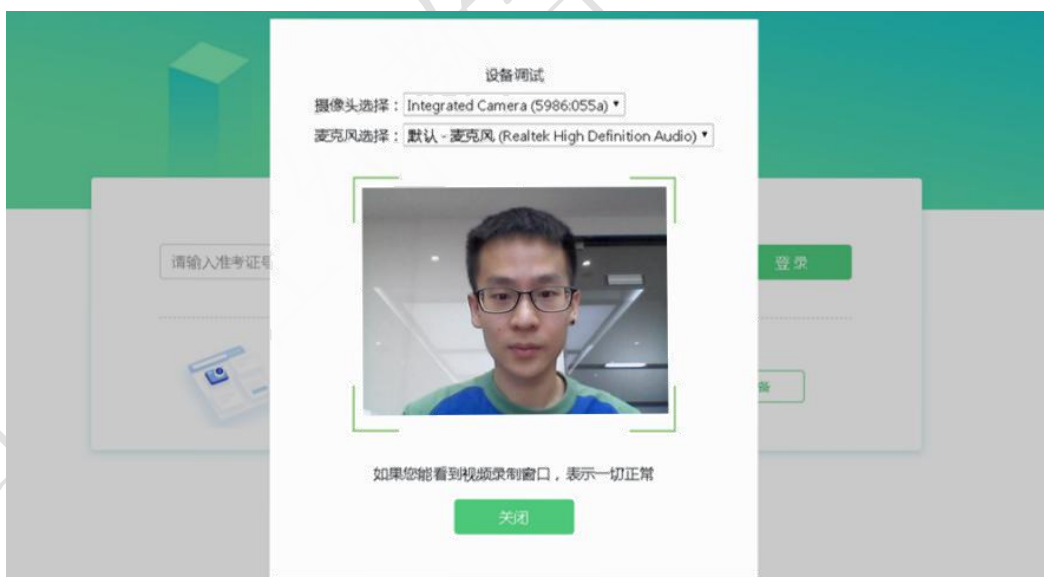 设备调试
摄像头选择： Integrated Camera (5986:055a)
麦克风选择： 默认 - 麦克风 (Realtek High Definition Audio)
请输入准考证号
登录
备
如果您能看到视频录制窗口，表示一切正常
关闭